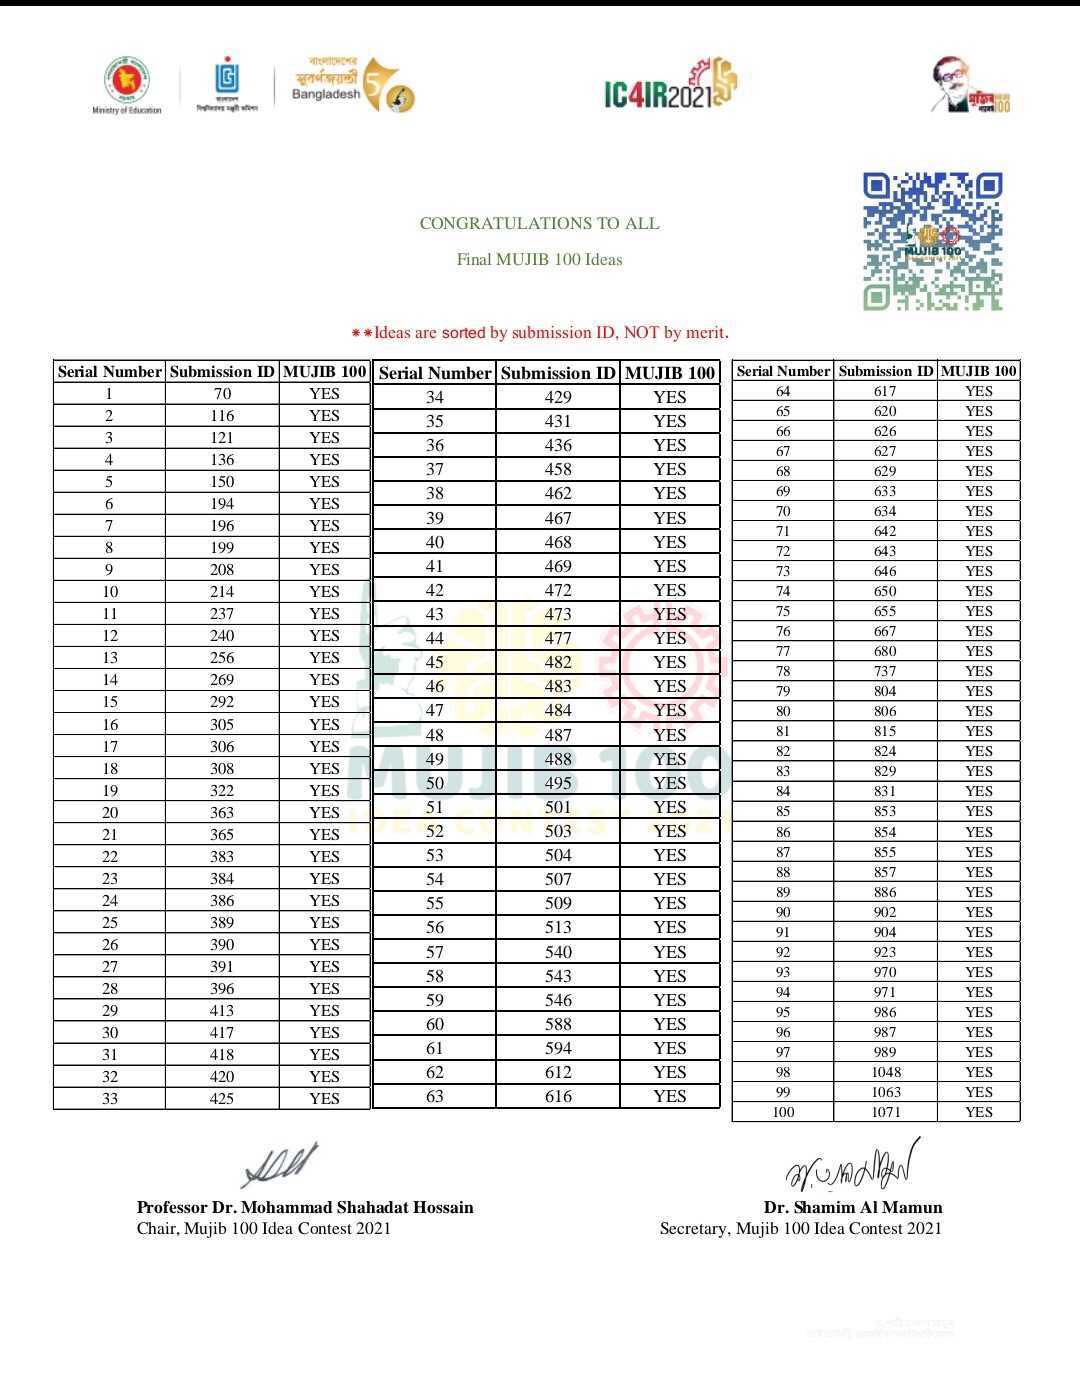 বাংলাদেশের
সুবর্ণজয়ন্তী
Bangladesh
Ministry of Education
IC4IR2021
মুজিব
100
MUJIB 100
CONGRATULATIONS TO ALL
Final MUJIB 100 Ideas
**Ideas are sorted by submission ID, NOT by merit.
Serial Number Submission ID MUJIB 100
1 70 YES
2 116 YES
3 121 YES
4 136 YES
5 150 YES
6 194 YES
7 196 YES
8 199 YES
9 208 YES
10 214 YES
11 237 YES
12 240 YES
13 256 YES
14 269 YES
15 292 YES
16 305 YES
17 306 YES
18 308 YES
19 322 YES
20 363 YES
21 365 YES
22 383 YES
23 384 YES
24 386 YES
25 389 YES
26 390 YES
27 391 YES
28 396 YES
29 413 YES
30 417 YES
31 418 YES
32 420 YES
33 425 YES
Serial Number Submission ID MUJIB 100
34 429 YES
35 431 YES
36 436 YES
37 458 YES
38 462 YES
39 467 YES
40 468 YES
41 469 YES
42 472 YES
43 473 YES
44 477 YES
45 482 YES
46 483 YES
47 484 YES
48 487 YES
49 488 YES
50 495 YES
51 501 YES
52 503 YES
53 504 YES
54 507 YES
55 509 YES
56 513 YES
57 540 YES
58 543 YES
59 546 YES
60 588 YES
61 594 YES
62 612 YES
63 616 YES
Serial Number Submission ID MUJIB 100
64 617 YES
65 620 YES
66 626 YES
67 627 YES
68 629 YES
69 633 YES
70 634 YES
71 642 YES
72 643 YES
73 646 YES
74 650 YES
75 655 YES
76 667 YES
77 680 YES
78 737 YES
79 804 YES
80 806 YES
81 815 YES
82 824 YES
83 829 YES
84 831 YES
85 853 YES
86 854 YES
87 855 YES
88 857 YES
89 886 YES
90 902 YES
91 904 YES
92 923 YES
93 970 YES
94 971 YES
95 986 YES
96 987 YES
97 989 YES
98 1048 YES
99 1063 YES
100 1071 YES
MUJIB 100
IDEA CONTEST 2021
Professor Dr. Mohammad Shahadat Hossain
Chair, Mujib 100 Idea Contest 2021
Dr. Shamim Al Mamun
Secretary, Mujib 100 Idea Contest 2021